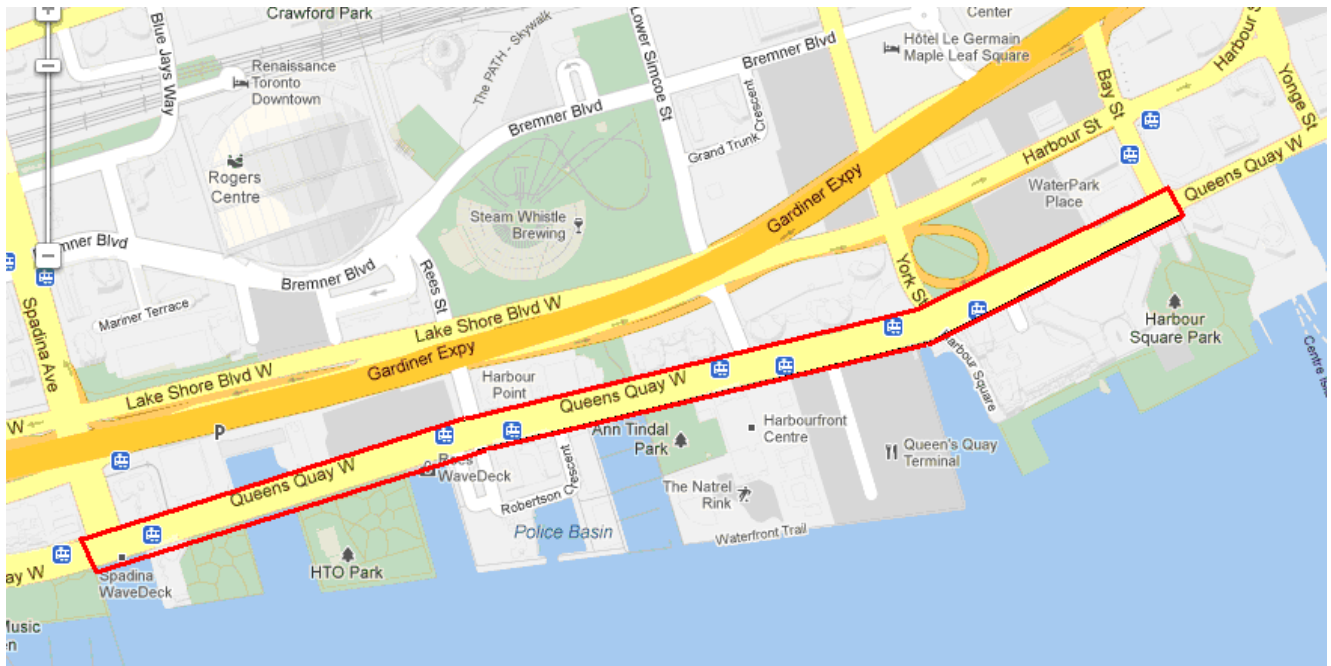 Crawford Park
Center
Blue Jays Way
Renaissance
Toronto
Downtown
The PATH - Skywalk
Lower Simcoe St
Bremner Blvd
Hôtel Le Germain
Maple Leaf Square
Harbour S
Yonge St
Bay St
Bremner Blvd
Grand Trunk Crescent
Harbour St
Rogers
Centre
Gardiner Expy
WaterPark
Place
Queens Quay W
Steam Whistle
Brewing
Bremner Blvd
Bremner Blvd
Rees St
York St
Spadina Ave
Mariner Terrace
Lake Shore Blvd W
Harbour
Square Park
Centre Isl
Gardiner Expy
Harbour Square
Lake Shore Blvd W
Harbour
Point
Queens Quay W
W
P
Ann Tindal
Park
Harbourfront
Centre
Queen's Quay
Terminal
Queens Quay W
Rees
WaveDeck
Robertson Crescent
The Natrel
Rink
Police Basin
Waterfront Trail
ay W
Spadina
WaveDeck
HTO Park
Music
en